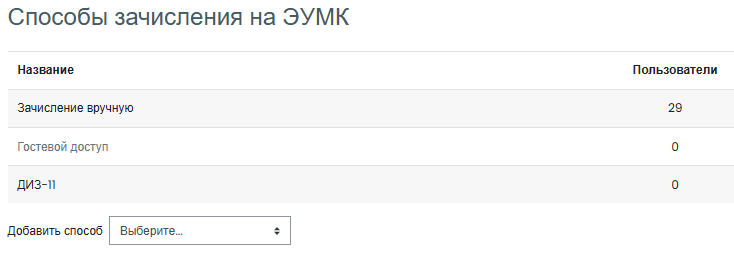 Способы зачисления на ЭУМК
Название Пользователи
Зачисление вручную 29
Гостевой доступ 0
ДИЗ-11 0
Добавить способ Выберите...